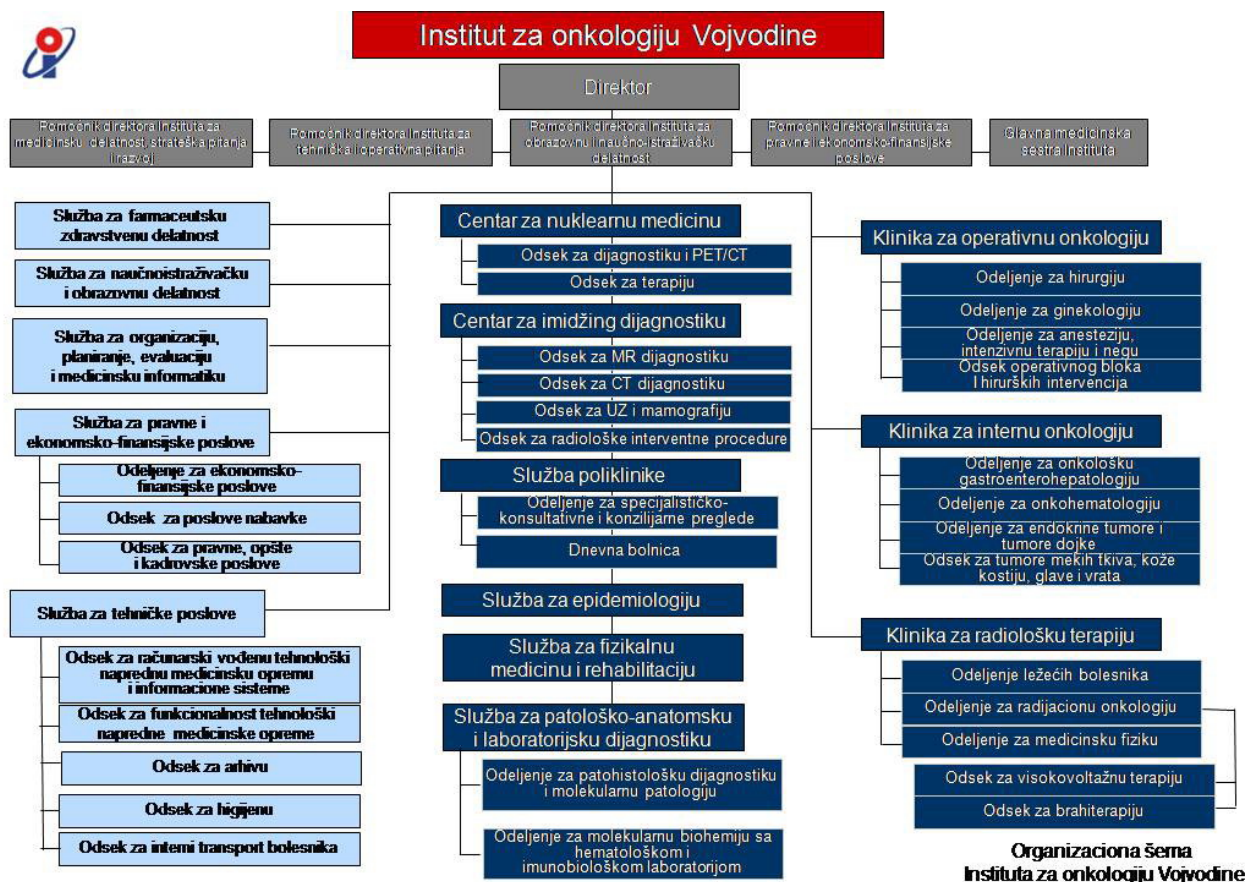 Institut za onkologiju Vojvodine
Direktor
Pomoćnik direktora Instituta za
medicinsku delatnost, strateška pitanja
i razvoj
Pomoćnik direktora Instituta za
tehnička i operativna pitanja
Pomoćnik direktora Instituta za
obrazovnu i naučno-istraživačku
delatnost
Pomoćnik direktora Instituta za
pravne i ekonomsko-finansijske
poslove
Glavna medicinska
sestra Instituta
Služba za farmaceutsku
zdravstvenu delatnost
Služba za naučnoistraživačku
i obrazovnu delatnost
Služba za organizaciju,
planiranje, evaluaciju
i medicinsku informatiku
Služba za pravne i
ekonomsko-finansijske poslove
Odeljenje za ekonomsko-
finansijske poslove
Odsek za poslove nabavke
Odsek za pravne, opšte
i kadrovske poslove
Služba za tehničke poslove
Odsek za računarski vođenu tehnološki
naprednu medicinsku opremu
i informacione sisteme
Odsek za funkcionalnost tehnološki
napredne medicinske opreme
Odsek za arhivu
Odsek za higijenu
Odsek za interni transport bolesnika
Centar za nuklearnu medicinu
Odsek za dijagnostiku i PET/CT
Odsek za terapiju
Centar za imidžing dijagnostiku
Odsek za MR dijagnostiku
Odsek za CT dijagnostiku
Odsek za UZ i mamografiju
Odsek za radiološke interventne procedure
Služba poliklinike
Odeljenje za specijalističko-
konsultativne i konzilijarne preglede
Dnevna bolnica
Služba za epidemiologiju
Služba za fizikalnu
medicinu i rehabilitaciju
Služba za patološko-anatomsku
i laboratorijsku dijagnostiku
Odeljenje za patohistološku dijagnostiku
i molekularnu patologiju
Odeljenje za molekularnu biohemiju sa
hematološkom i
imunobiološkom laboratorijom
Klinika za operativnu onkologiju
Odeljenje za hirurgiju
Odeljenje za ginekologiju
Odeljenje za anesteziju,
intenzivnu terapiju i negu
Odsek operativnog bloka
I hirurških intervencija
Klinika za internu onkologiju
Odeljenje za onkološku
gastroenterohepatologiju
Odeljenje za onkohematologiju
Odeljenje za endokrine tumore i
tumore dojke
Odsek za tumore mekih tkiva, kože
kostiju, glave i vrata
Klinika za radiološku terapiju
Odeljenje ležećih bolesnika
Odeljenje za radijacionu onkologiju
Odeljenje za medicinsku fiziku
Odsek za visokovoltažnu terapiju
Odsek za brahiterapiju
Organizaciona šema
Instituta za onkologiju Vojvodine